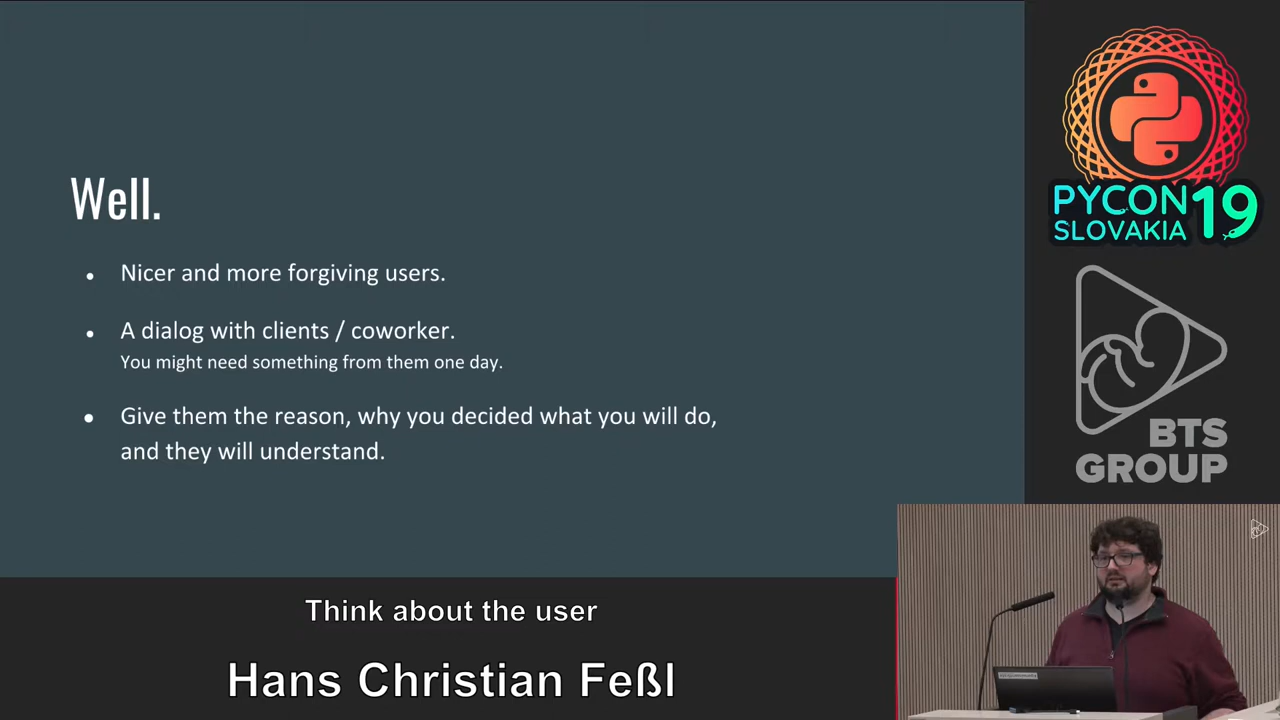 Well.
Nicer and more forgiving users.
A dialog with clients / coworker.
You might need something from them one day.
Give them the reason, why you decided what you will do,
and they will understand.
PYCON 19
SLOVAKIA
BTS
GROUP
Think about the user
Hans Christian Feßl